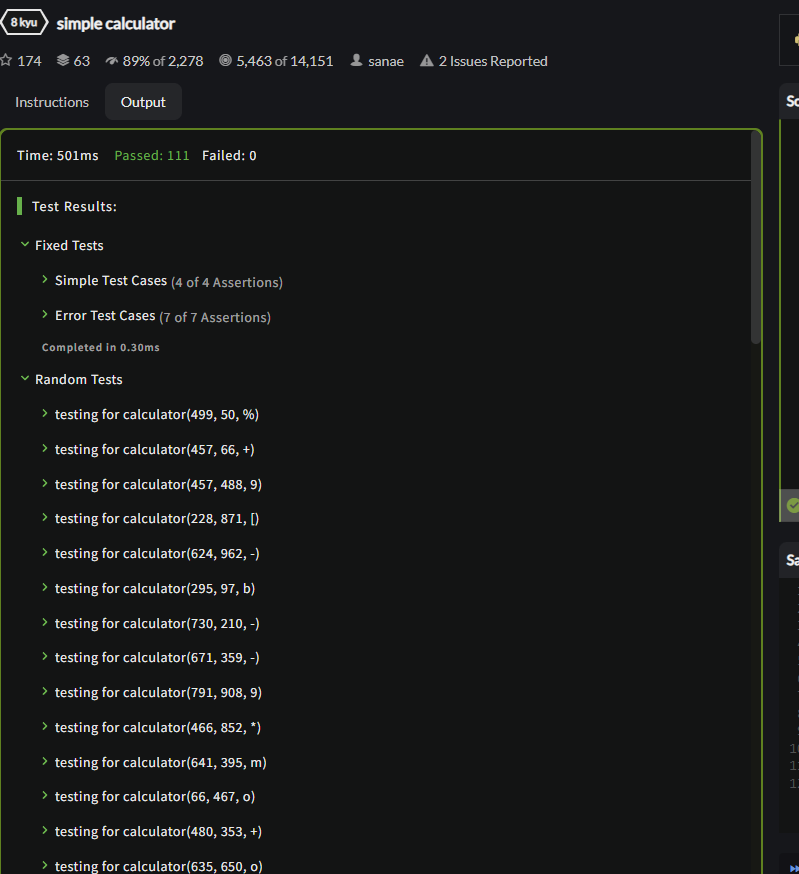 8 kyu simple calculator
174 63 89% of 2,278 5,463 of 14,151 sanae 2 Issues Reported
Instructions Output
Time: 501ms Passed: 111 Failed: 0
Test Results:
Fixed Tests
Simple Test Cases (4 of 4 Assertions)
Error Test Cases (7 of 7 Assertions)
Completed in 0.30ms
Random Tests
testing for calculator(499, 50, %)
testing for calculator(457, 66, +)
testing for calculator(457, 488, 9)
testing for calculator(228, 871, [)
testing for calculator(624, 962, -)
testing for calculator(295, 97, b)
testing for calculator(730, 210, -)
testing for calculator(671, 359, -)
testing for calculator(791, 908, 9)
testing for calculator(466, 852, *)
testing for calculator(641, 395, m)
testing for calculator(66, 467, o)
testing for calculator(480, 353, +)
testing for calculator(635, 650, o)